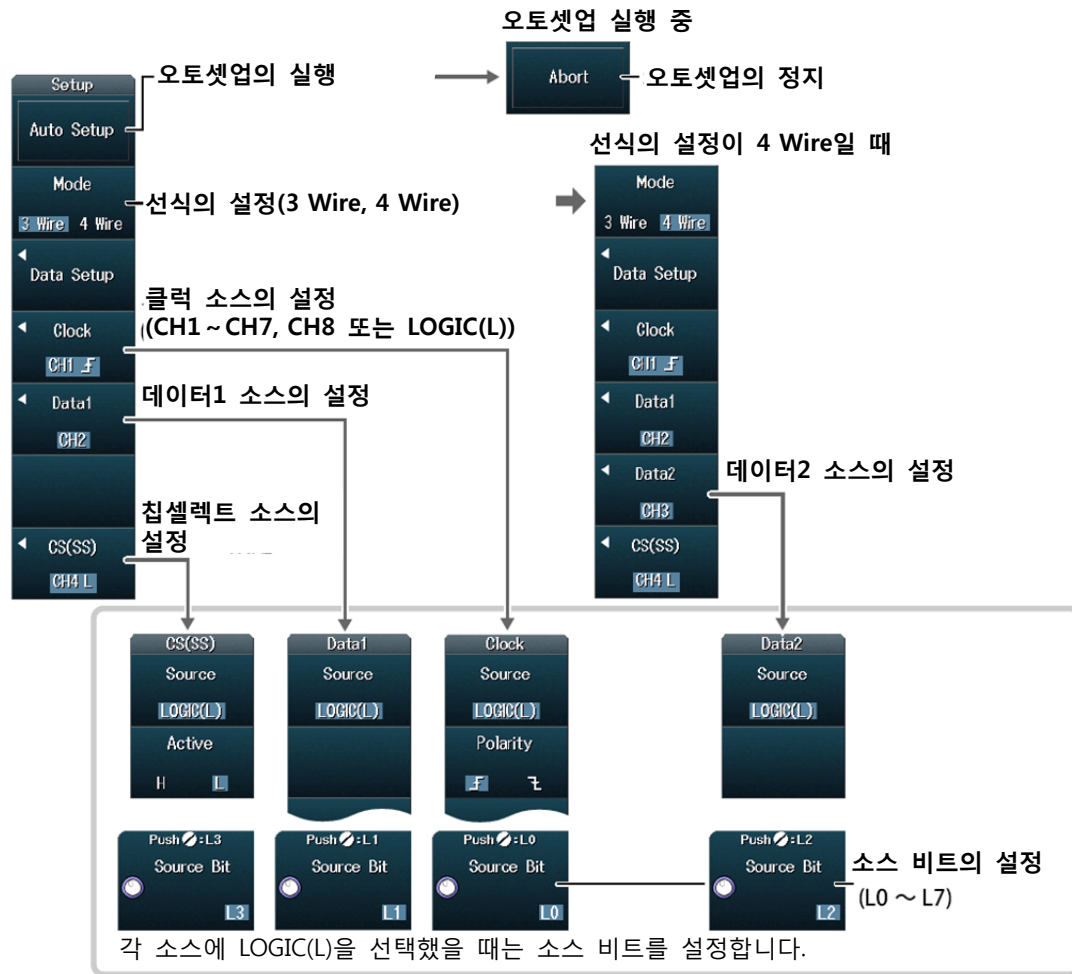 오토셋업 실행 중
Setup
오토셋업의 실행
Abort
오토셋업의 정지
Auto Setup
선식의 설정이 4 Wire일 때
Mode
3 Wire 4 Wire
선식의 설정(3 Wire, 4 Wire)
Mode
3 Wire 4 Wire
Data Setup
Data Setup
클럭 소스의 설정
(CH1~CH7, CH8 또는 LOGIC(L))
Clock
CH1
Clock
CH1
Data1
CH2
데이터1 소스의 설정
Data1
CH2
Data2
CH3
데이터2 소스의 설정
칩셀렉트 소스의
설정
CS(SS)
CH4 L
CS(SS)
CH4 L
CS(SS)
Source
LOGIC(L)
Active
H L
Data1
Source
LOGIC(L)
Clock
Source
LOGIC(L)
Polarity
Data2
Source
LOGIC(L)
Push :L3
Source Bit
L3
Push :L1
Source Bit
L1
Push :L0
Source Bit
L0
Push :L2
Source Bit
L2
소스 비트의 설정
(L0 ~ L7)
각 소스에 LOGIC(L)을 선택했을 때는 소스 비트를 설정합니다.